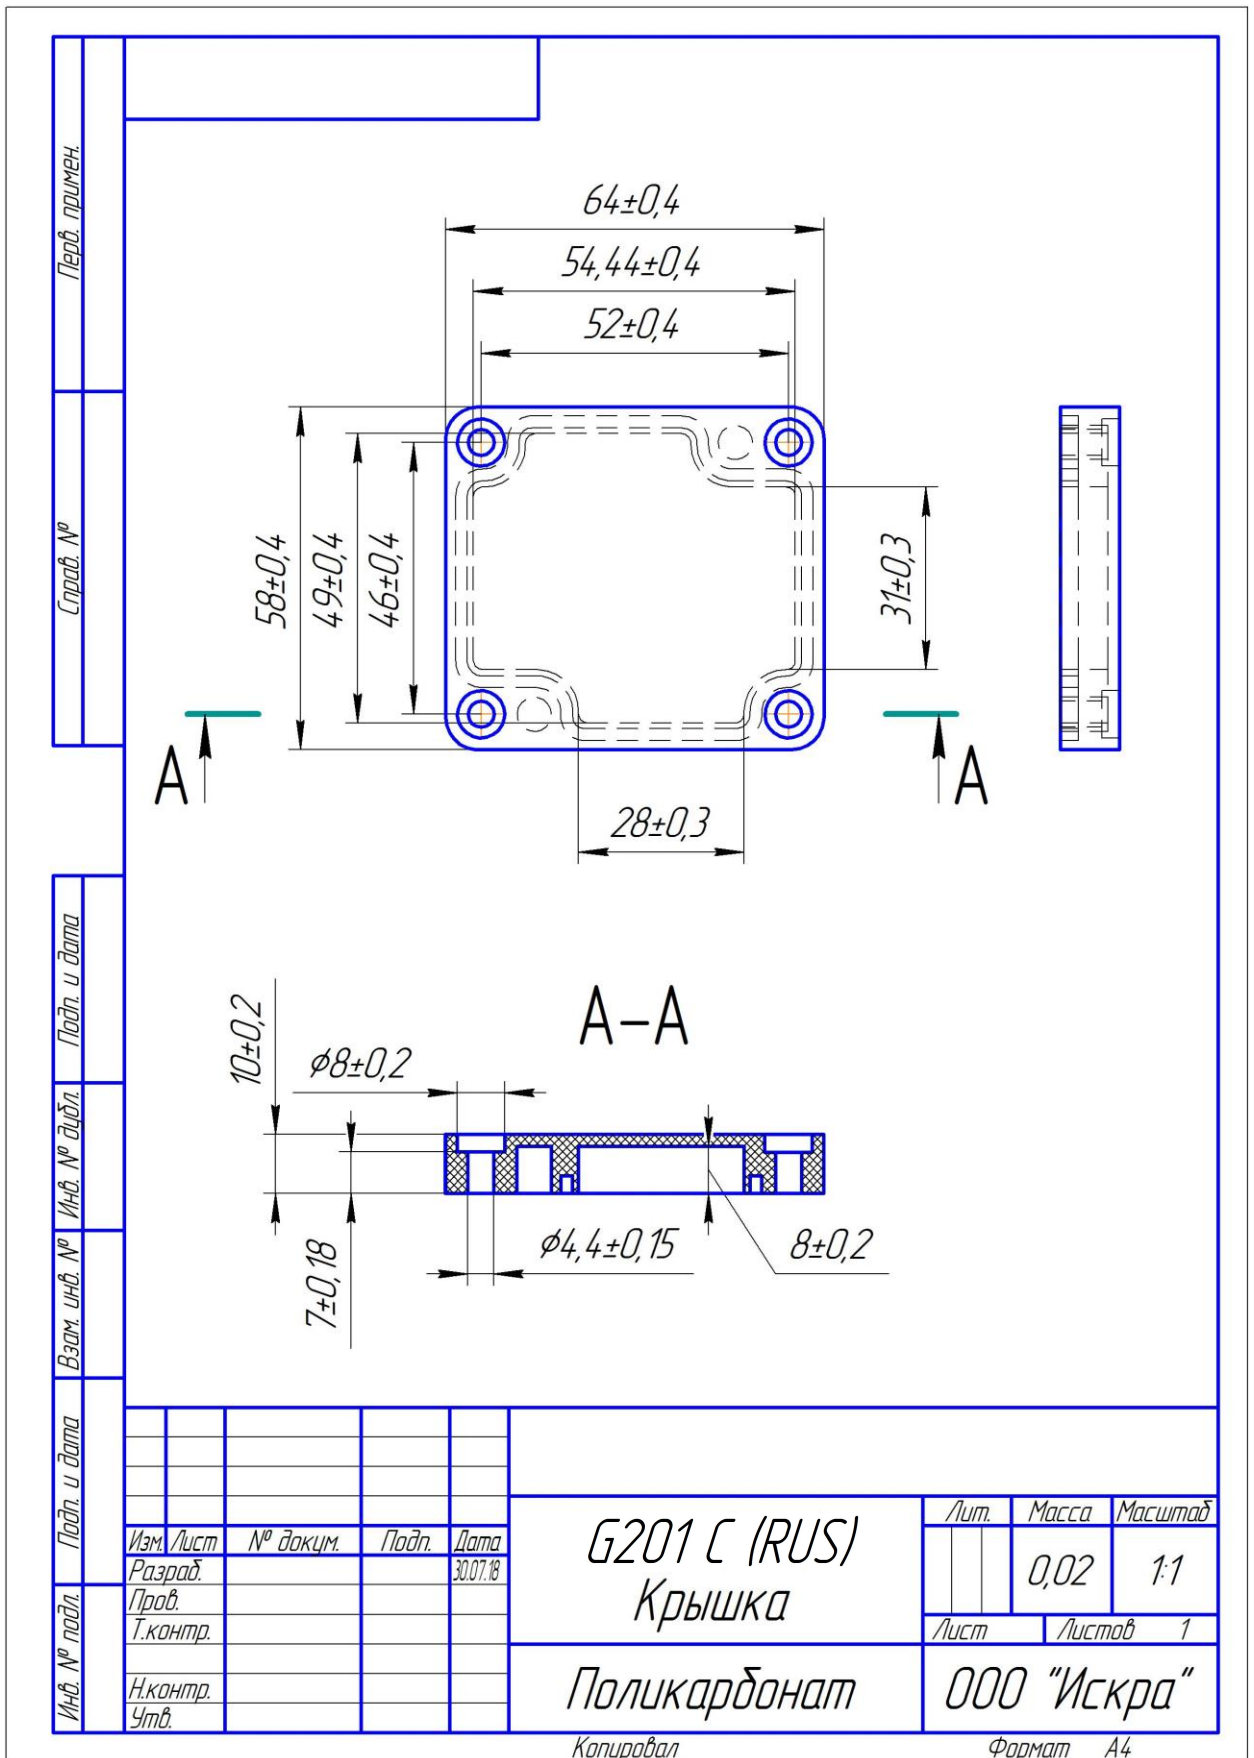 Перв. примен.
Справ. №
Подп. и дата
Инв. № дубл.
Взам. инв. №
Подп. и дата
Инв. № подл.
64±0,4
54,44±0,4
52±0,4
58±0,4
49±0,4
46±0,4
31±0,3
28±0,3
А
А
А-А
10±0,2
⌀8±0,2
7±0,18
⌀4,4±0,15
8±0,2
Изм. Лист № докум. Подп. Дата
Разраб. 30.07.18
Пров.
Т.контр.
Н.контр.
Утв.
G201 C (RUS)
Крышка
Поликарбонат
Лит. Масса Масштаб
0,02 1:1
Лист Листов 1
ООО "Искра"
Копировал Формат А4